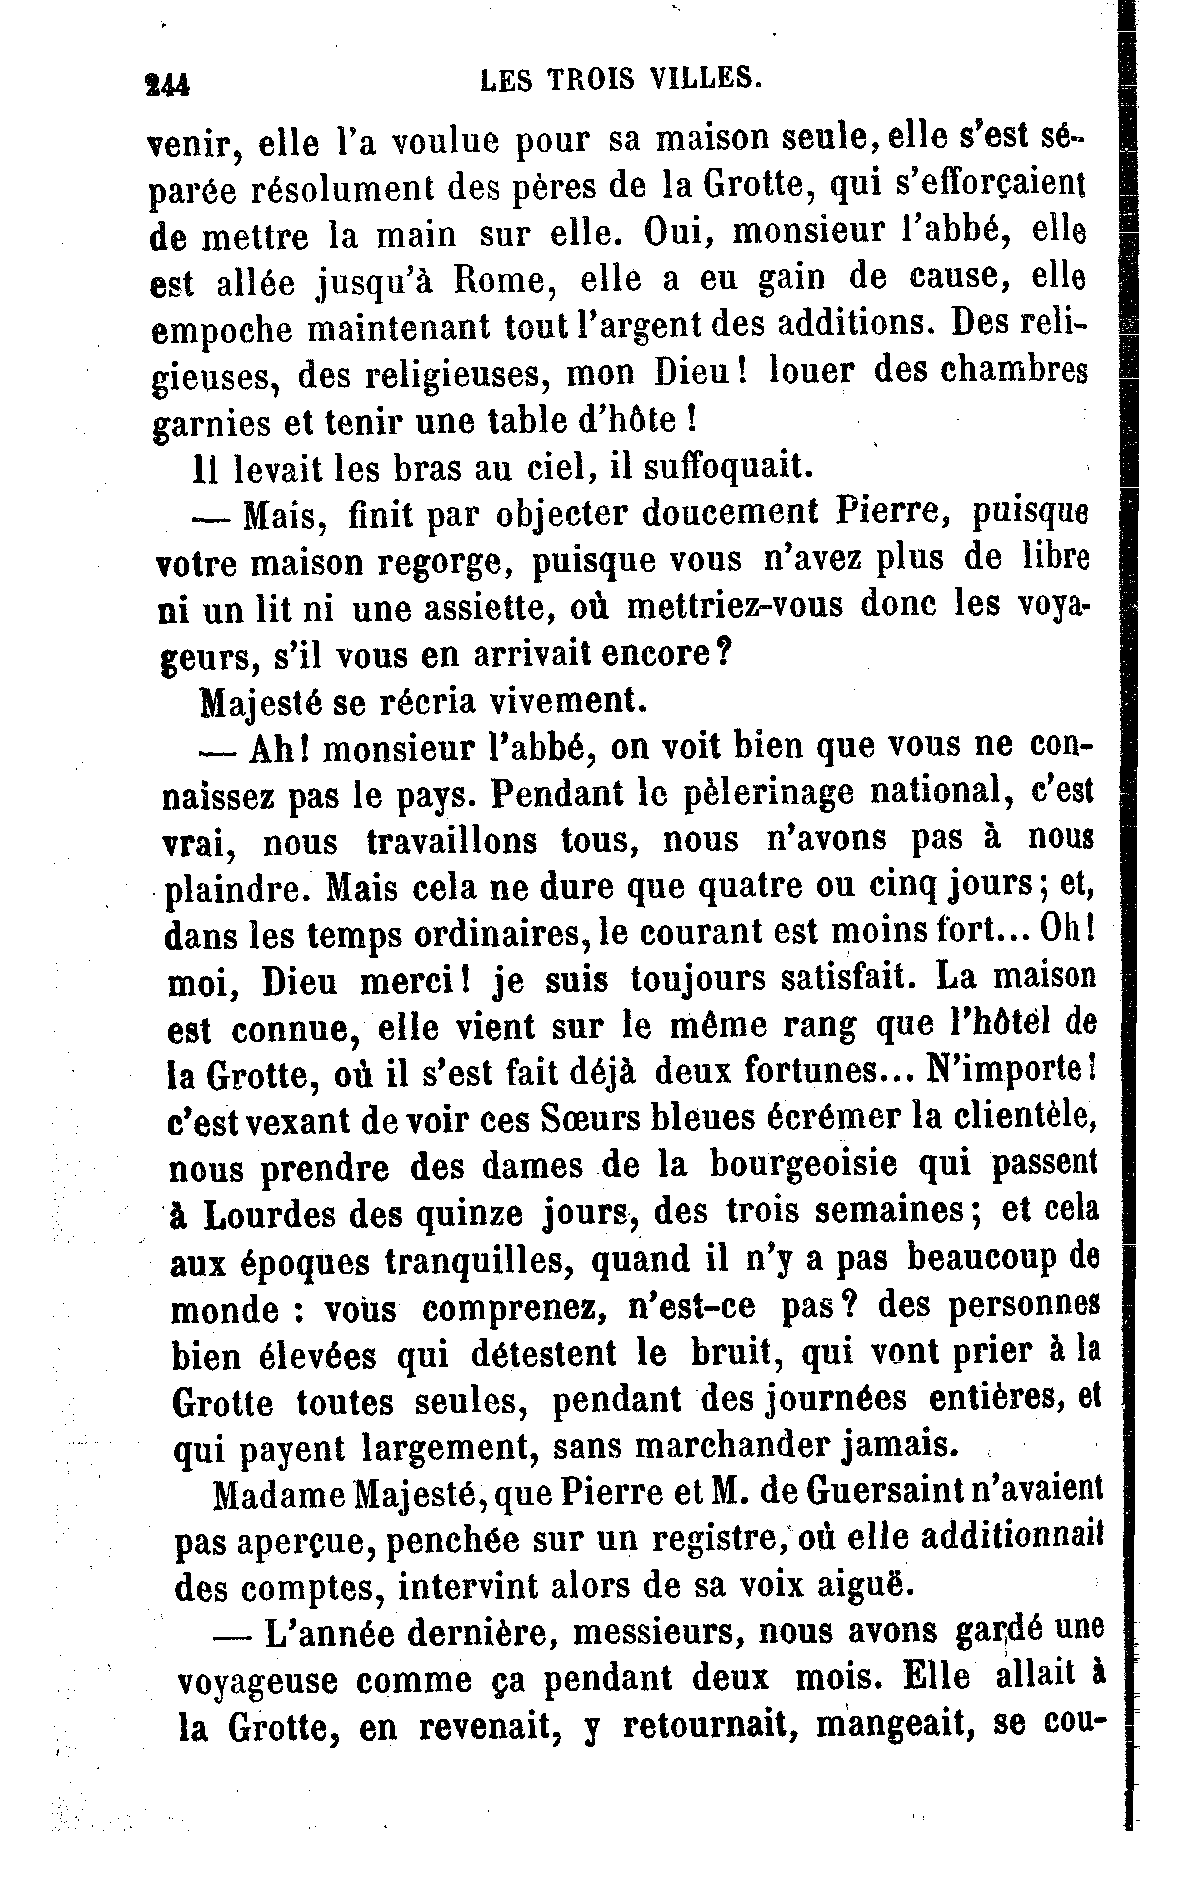 244 LES TROIS VILLES.
venir, elle l'a voulue pour sa maison seule, elle s'est sé-
parée résolument des pères de la Grotte, qui s'efforçaient
de mettre la main sur elle. Oui, monsieur l'abbé, elle
est allée jusqu'à Rome, elle a eu gain de cause, elle
empoche maintenant tout l'argent des additions. Des reli-
gieuses, des religieuses, mon Dieu ! louer des chambres
garnies et tenir une table d'hôte !
Il levait les bras au ciel, il suffoquait.
— Mais, finit par objecter doucement Pierre, puisque
votre maison regorge, puisque vous n'avez plus de libre
ni un lit ni une assiette, où mettriez-vous donc les voya-
geurs, s'il vous en arrivait encore ?
Majesté se récria vivement.
— Ah ! monsieur l'abbé, on voit bien que vous ne con-
naissez pas le pays. Pendant le pèlerinage national, c'est
vrai, nous travaillons tous, nous n'avons pas à nous
plaindre. Mais cela ne dure que quatre ou cinq jours ; et,
dans les temps ordinaires, le courant est moins fort... Oh !
moi, Dieu merci ! je suis toujours satisfait. La maison
est connue, elle vient sur le même rang que l'hôtel de
la Grotte, où il s'est fait déjà deux fortunes... N'importe !
c'est vexant de voir ces Sœurs bleues écrémer la clientèle,
nous prendre des dames de la bourgeoisie qui passent
à Lourdes des quinze jours, des trois semaines ; et cela
aux époques tranquilles, quand il n'y a pas beaucoup de
monde : vous comprenez, n'est-ce pas ? des personnes
bien élevées qui détestent le bruit, qui vont prier à la
Grotte toutes seules, pendant des journées entières, et
qui payent largement, sans marchander jamais.
Madame Majesté, que Pierre et M. de Guersaint n'avaient
pas aperçue, penchée sur un registre, où elle additionnait
des comptes, intervint alors de sa voix aiguë.
— L'année dernière, messieurs, nous avons gardé une
voyageuse comme ça pendant deux mois. Elle allait à
la Grotte, en revenait, y retournait, mangeait, se cou-